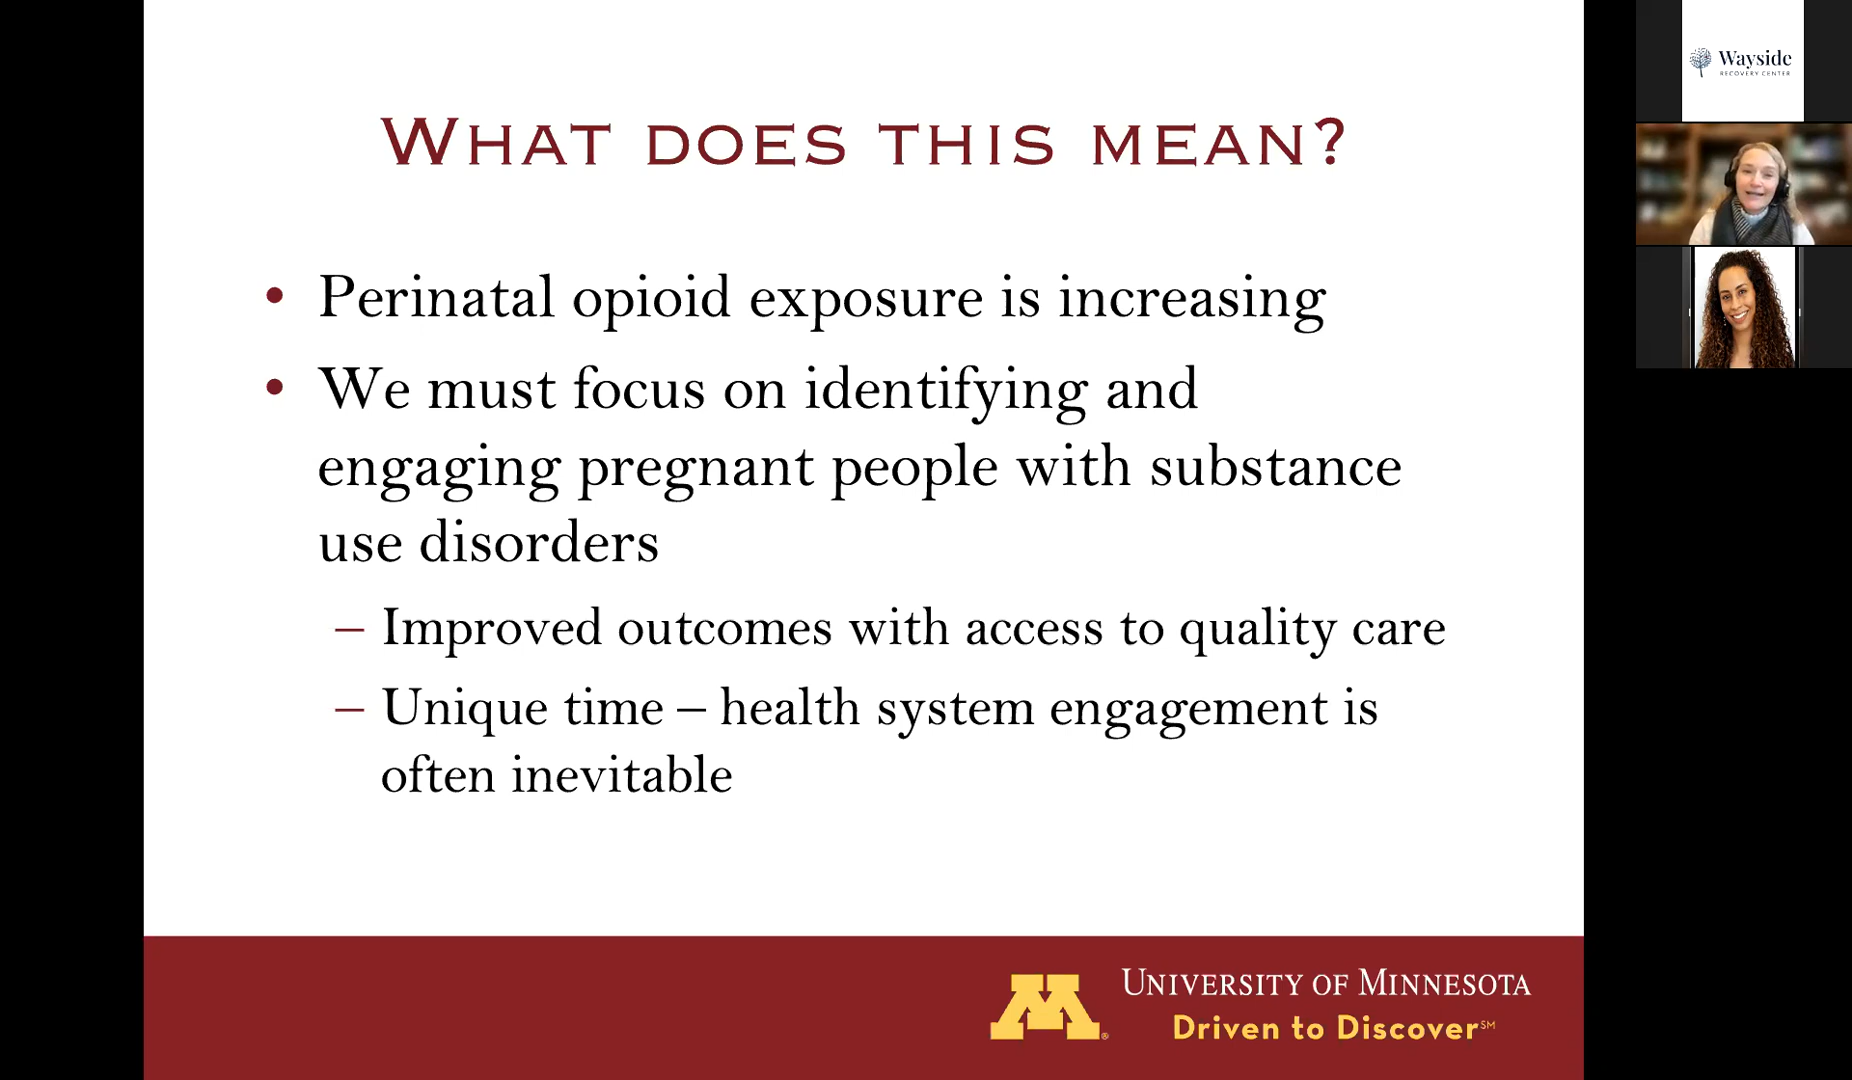 WHAT DOES THIS MEAN?
• Perinatal opioid exposure is increasing
• We must focus on identifying and
engaging pregnant people with substance
use disorders
– Improved outcomes with access to quality care
– Unique time – health system engagement is
often inevitable
UNIVERSITY OF MINNESOTA
Driven to Discover℠
M®
Wayside
RECOVERY CENTER